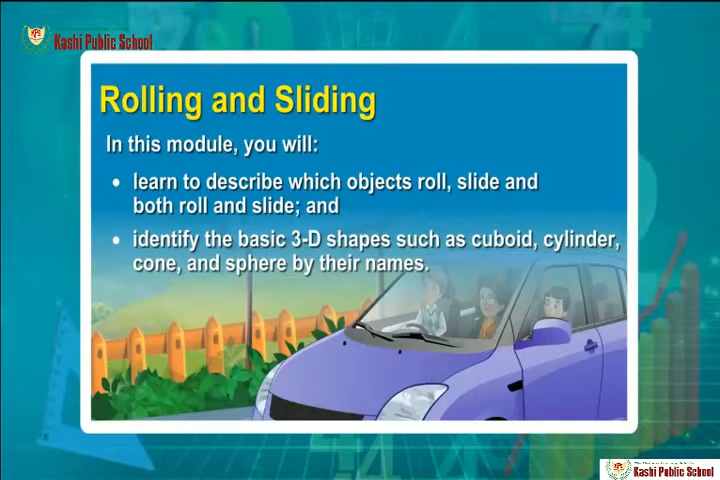 Kashi Public School
Rolling and Sliding
In this module, you will:
• learn to describe which objects roll, slide and
both roll and slide; and
• identify the basic 3-D shapes such as cuboid, cylinder,
cone, and sphere by their names.
Kashi Public School